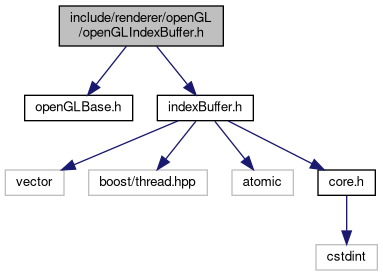 include/renderer/openGL
/openGLIndexBuffer.h
openGLBase.h
indexBuffer.h
vector
boost/thread.hpp
atomic
core.h
cstdint